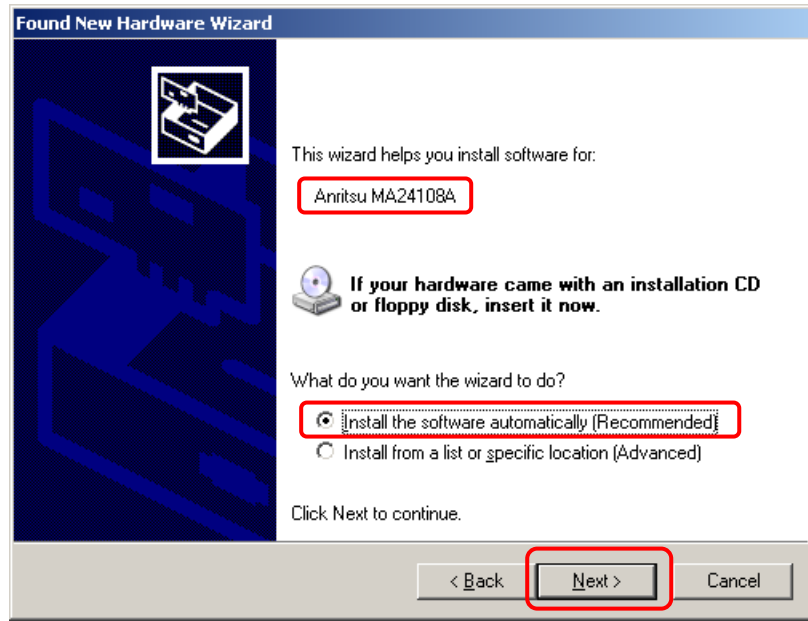 Found New Hardware Wizard
This wizard helps you install software for:
Anritsu MA24108A
If your hardware came with an installation CD
or floppy disk, insert it now.
What do you want the wizard to do?
Install the software automatically (Recommended)
Install from a list or specific location (Advanced)
Click Next to continue.
< Back
Next >
Cancel